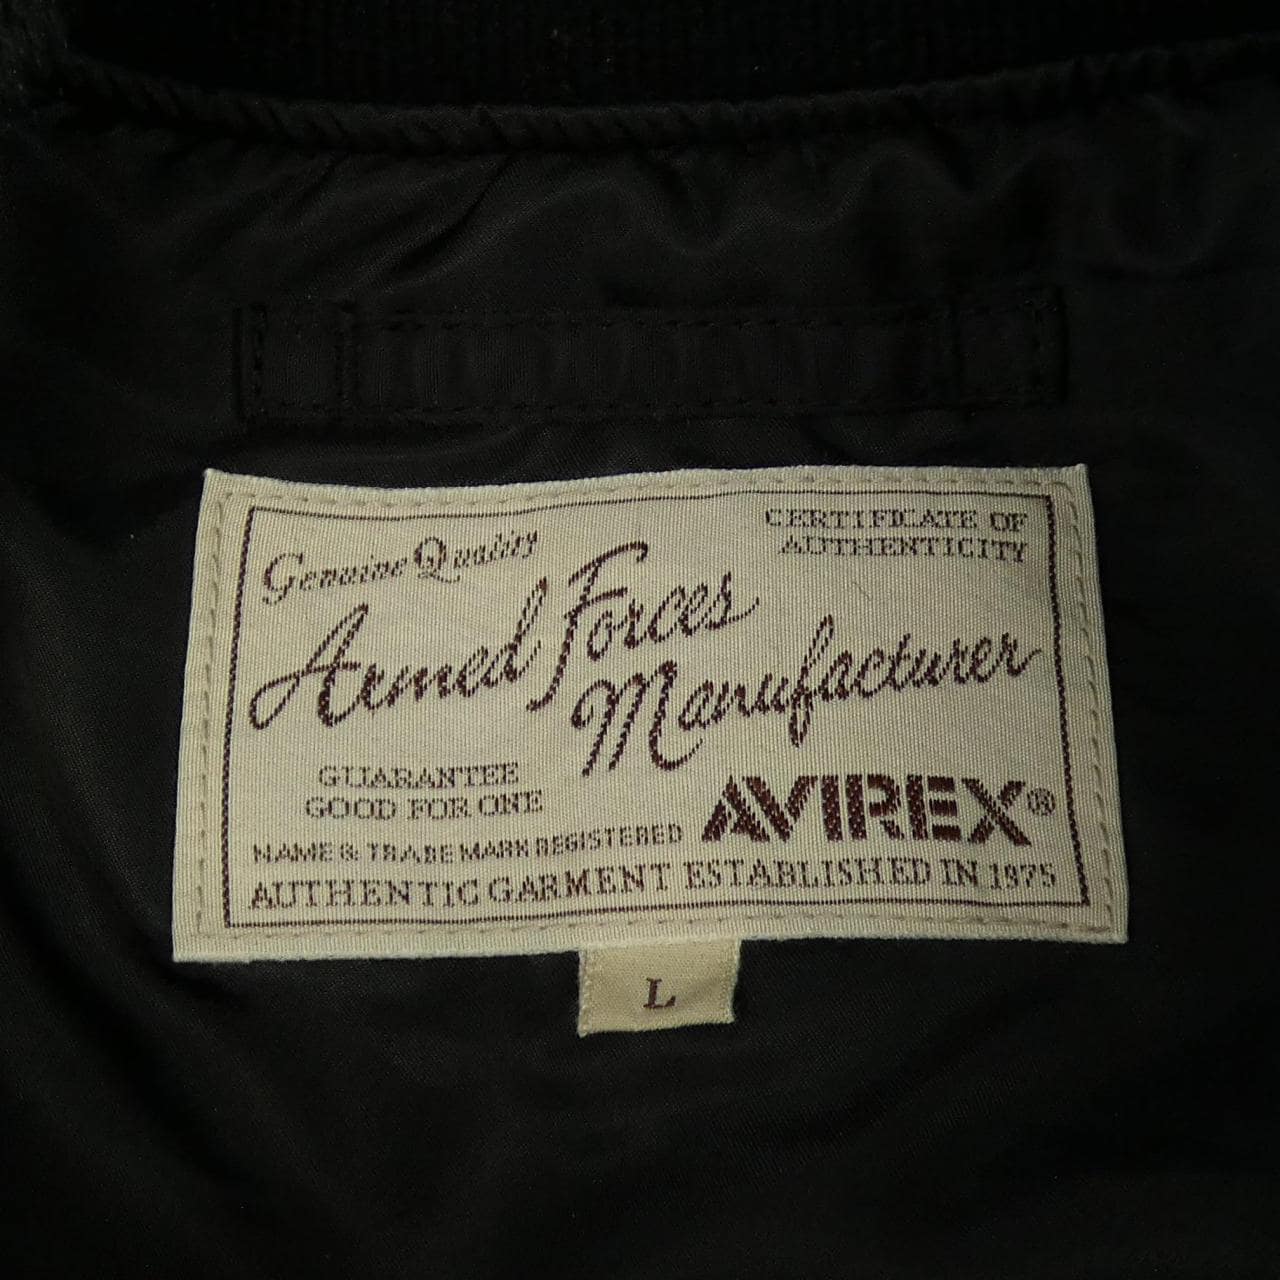 Genuine Quality
CERTIFICATE OF
AUTHENTICITY
Armed Forces
Manufacturer
GUARANTEE
GOOD FOR ONE
AVIREX®
NAME & TRADE MARK REGISTERED
AUTHENTIC GARMENT ESTABLISHED IN 1975
L